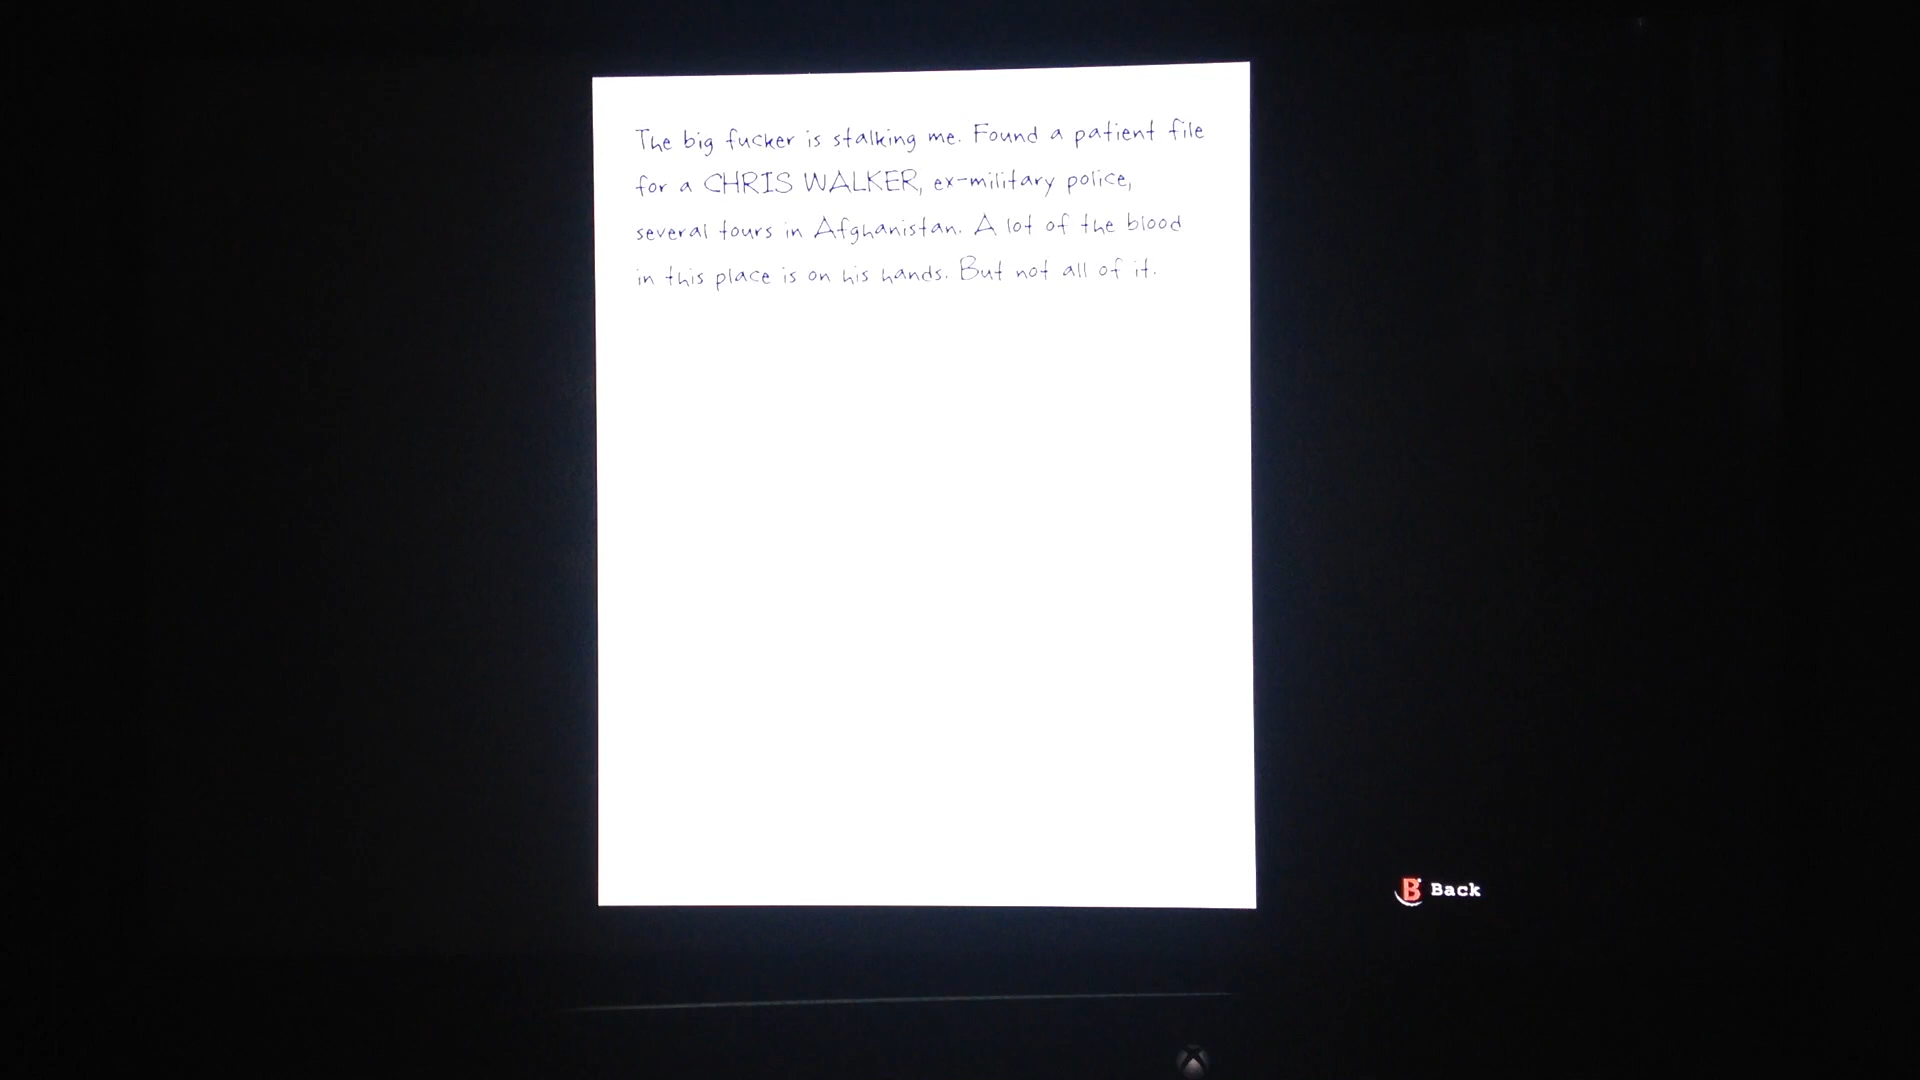 The big fucker is stalking me. Found a patient file
for a CHRIS WALKER, ex-military police,
several tours in Afghanistan. A lot of the blood
in this place is on his hands. But not all of it.
B Back